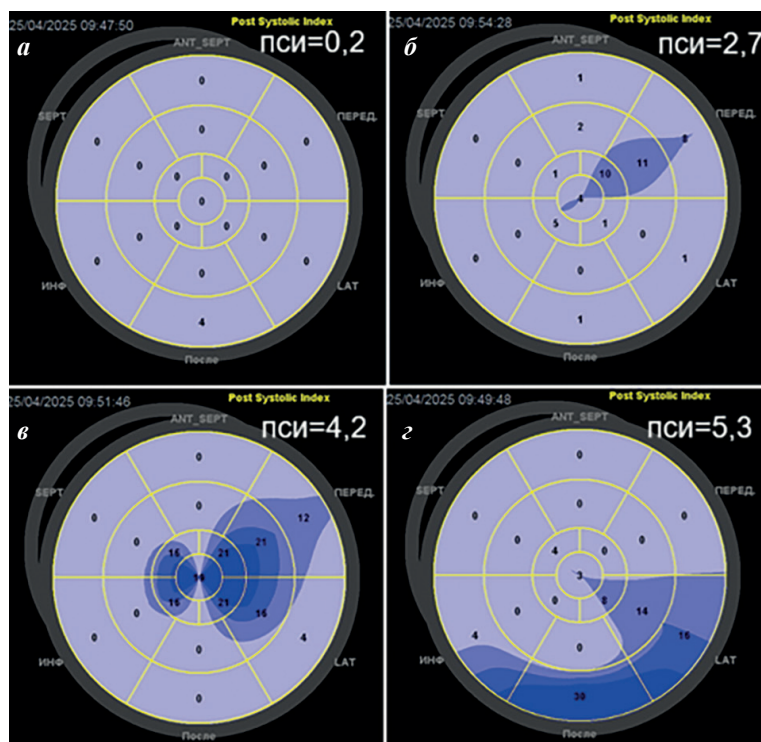 25/04/2025 09:47:50 Post Systolic Index
а ANT_SEPT пси=0,2
0
SEPT 0 ПЕРЕД.
0 0
0 0 0 0
0
0 0 0 0
0 0
ИНФ 0 LAT
4
После
25/04/2025 09:54:28 Post Systolic Index
б ANT_SEPT пси=2,7
1
SEPT 2 ПЕРЕД.
0 8
0 1 10 11
4
0 5 1 0
0 1
ИНФ 0 LAT
1
После
25/04/2025 09:51:46 Post Systolic Index
в ANT_SEPT пси=4,2
0
SEPT 0 ПЕРЕД.
0 12
0 16 21 21
0 16 21 16
0 4
ИНФ 0 LAT
0
После
25/04/2025 09:49:48 Post Systolic Index
г ANT_SEPT пси=5,3
0
SEPT 0 ПЕРЕД.
0 0
0 4 0 0
3
0 0 8 14
4 16
ИНФ 0 LAT
30
После